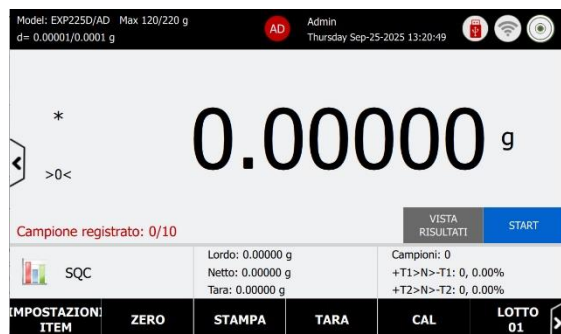 Model: EXP225D/AD Max 120/220 g
d= 0.00001/0.0001 g
AD
Admin
Thursday Sep-25-2025 13:20:49
*
>0<
0.00000 g
Campione registrato: 0/10
VISTA
RISULTATI
START
SQC
Lordo: 0.00000 g
Netto: 0.00000 g
Tara: 0.00000 g
Campioni: 0
+T1>N>-T1: 0, 0.00%
+T2>N>-T2: 0, 0.00%
IMPOSTAZIONI
ITEM
ZERO
STAMPA
TARA
CAL
LOTTO
01